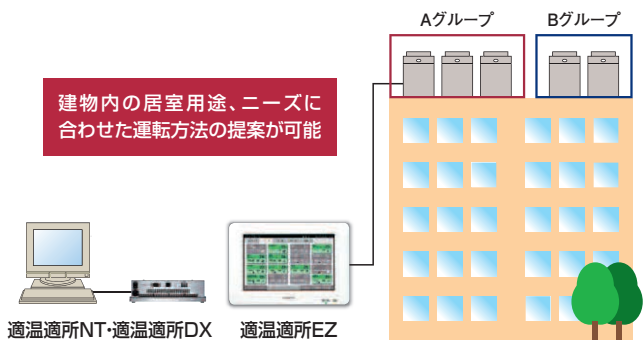 Aグループ
Bグループ
建物内の居室用途、ニーズに
合わせた運転方法の提案が可能
適温適所NT・適温適所DX
適温適所EZ